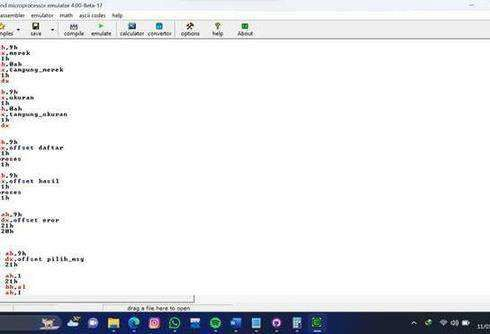 nd microprocessor emulator 4.00-Beta-17
assembler emulator math ascii codes help
mples save compile emulate calculator convertor options help About
h,9h
x,merek
1h
h,0ah
x,tampung_merek
1h
dx
h,9h
x,ukuran
1h
h,0ah
x,tampung_ukuran
1h
dx
h,9h
x,offset daftar
1h
roses
1h
h,9h
x,offset hasil
1h
roses
1h
ah,9h
dx,offset eror
21h
20h
ah,9h
dx,offset pilih_msg
21h
ah,1
21h
bh,al
ah,1
drag a file here to open
11/0